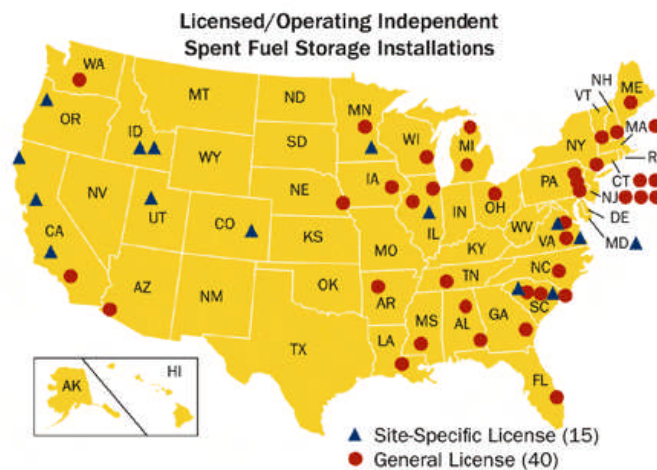 Licensed/Operating Independent
Spent Fuel Storage Installations
WA
MT
ND
MN
VT
NH
ME
OR
ID
SD
WI
MI
NY
MA
R
WY
IA
PA
CT
NV
NE
NJ
UT
CO
IL
IN
OH
DE
CA
KS
MO
WV
VA
MD
KY
AZ
NM
OK
AR
TN
NC
SC
TX
LA
MS
AL
GA
HI
AK
FL
Site-Specific License (15)
General License (40)